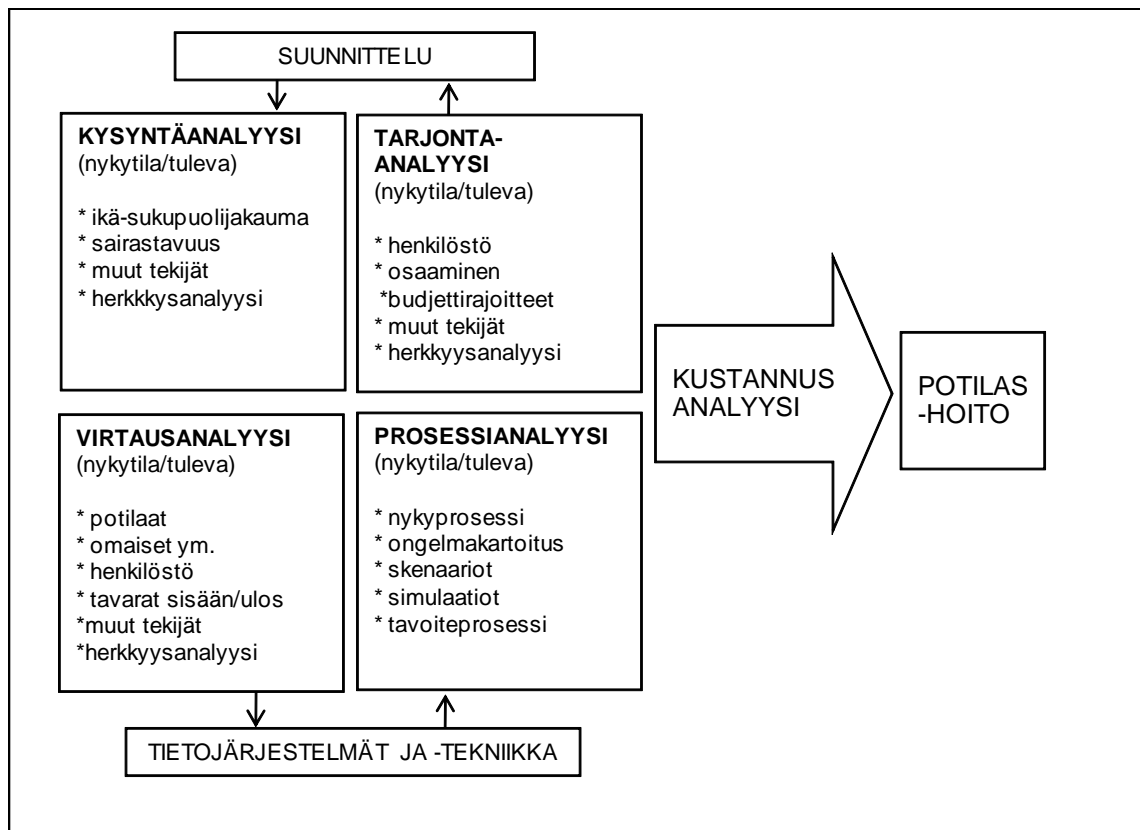 SUUNNITTELU
KYSYNTÄANALYYSI
(nykytila/tuleva)
* ikä-sukupuolijakauma
* sairastavuus
* muut tekijät
* herkkkysanalyysi
TARJONTA-
ANALYYSI
(nykytila/tuleva)
* henkilöstö
* osaaminen
*budjettirajoitteet
* muut tekijät
* herkkyysanalyysi
VIRTAUSANALYYSI
(nykytila/tuleva)
* potilaat
* omaiset ym.
* henkilöstö
* tavarat sisään/ulos
*muut tekijät
*herkkyysanalyysi
PROSESSIANALYYSI
(nykytila/tuleva)
* nykyprosessi
* ongelmakartoitus
* skenaariot
* simulaatiot
* tavoiteprosessi
TIETOJÄRJESTELMÄT JA -TEKNIIKKA
KUSTANNUS
ANALYYSI
POTILAS
-HOITO